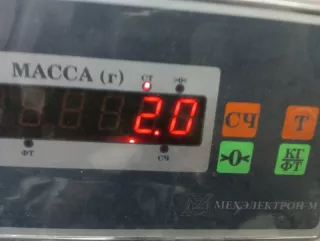 МАССА (г)
СТ
2.0
СЧ
Т
ФТ
СЧ
>0<
КГ
ФТ
МЕХЭЛЕКТРОН-М